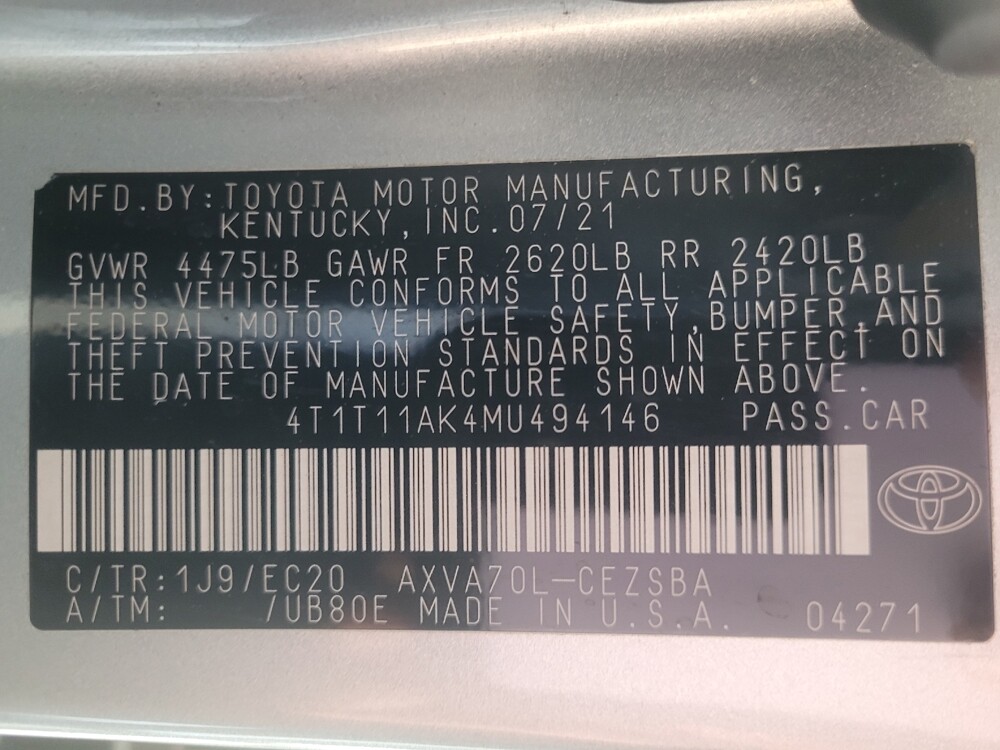 MFD.BY:TOYOTA MOTOR MANUFACTURING,
KENTUCKY,INC.07/21
GVWR 4475LB GAWR FR 2620LB RR 2420LB
THIS VEHICLE CONFORMS TO ALL APPLICABLE
FEDERAL MOTOR VEHICLE SAFETY,BUMPER,AND
THEFT PREVENTION STANDARDS IN EFFECT ON
THE DATE OF MANUFACTURE SHOWN ABOVE.
4T1T11AK4MU494146 PASS.CAR
C/TR:1J9/EC20 AXVA70L-CEZSBA
A/TM: /UB80E MADE IN U.S.A. 04271